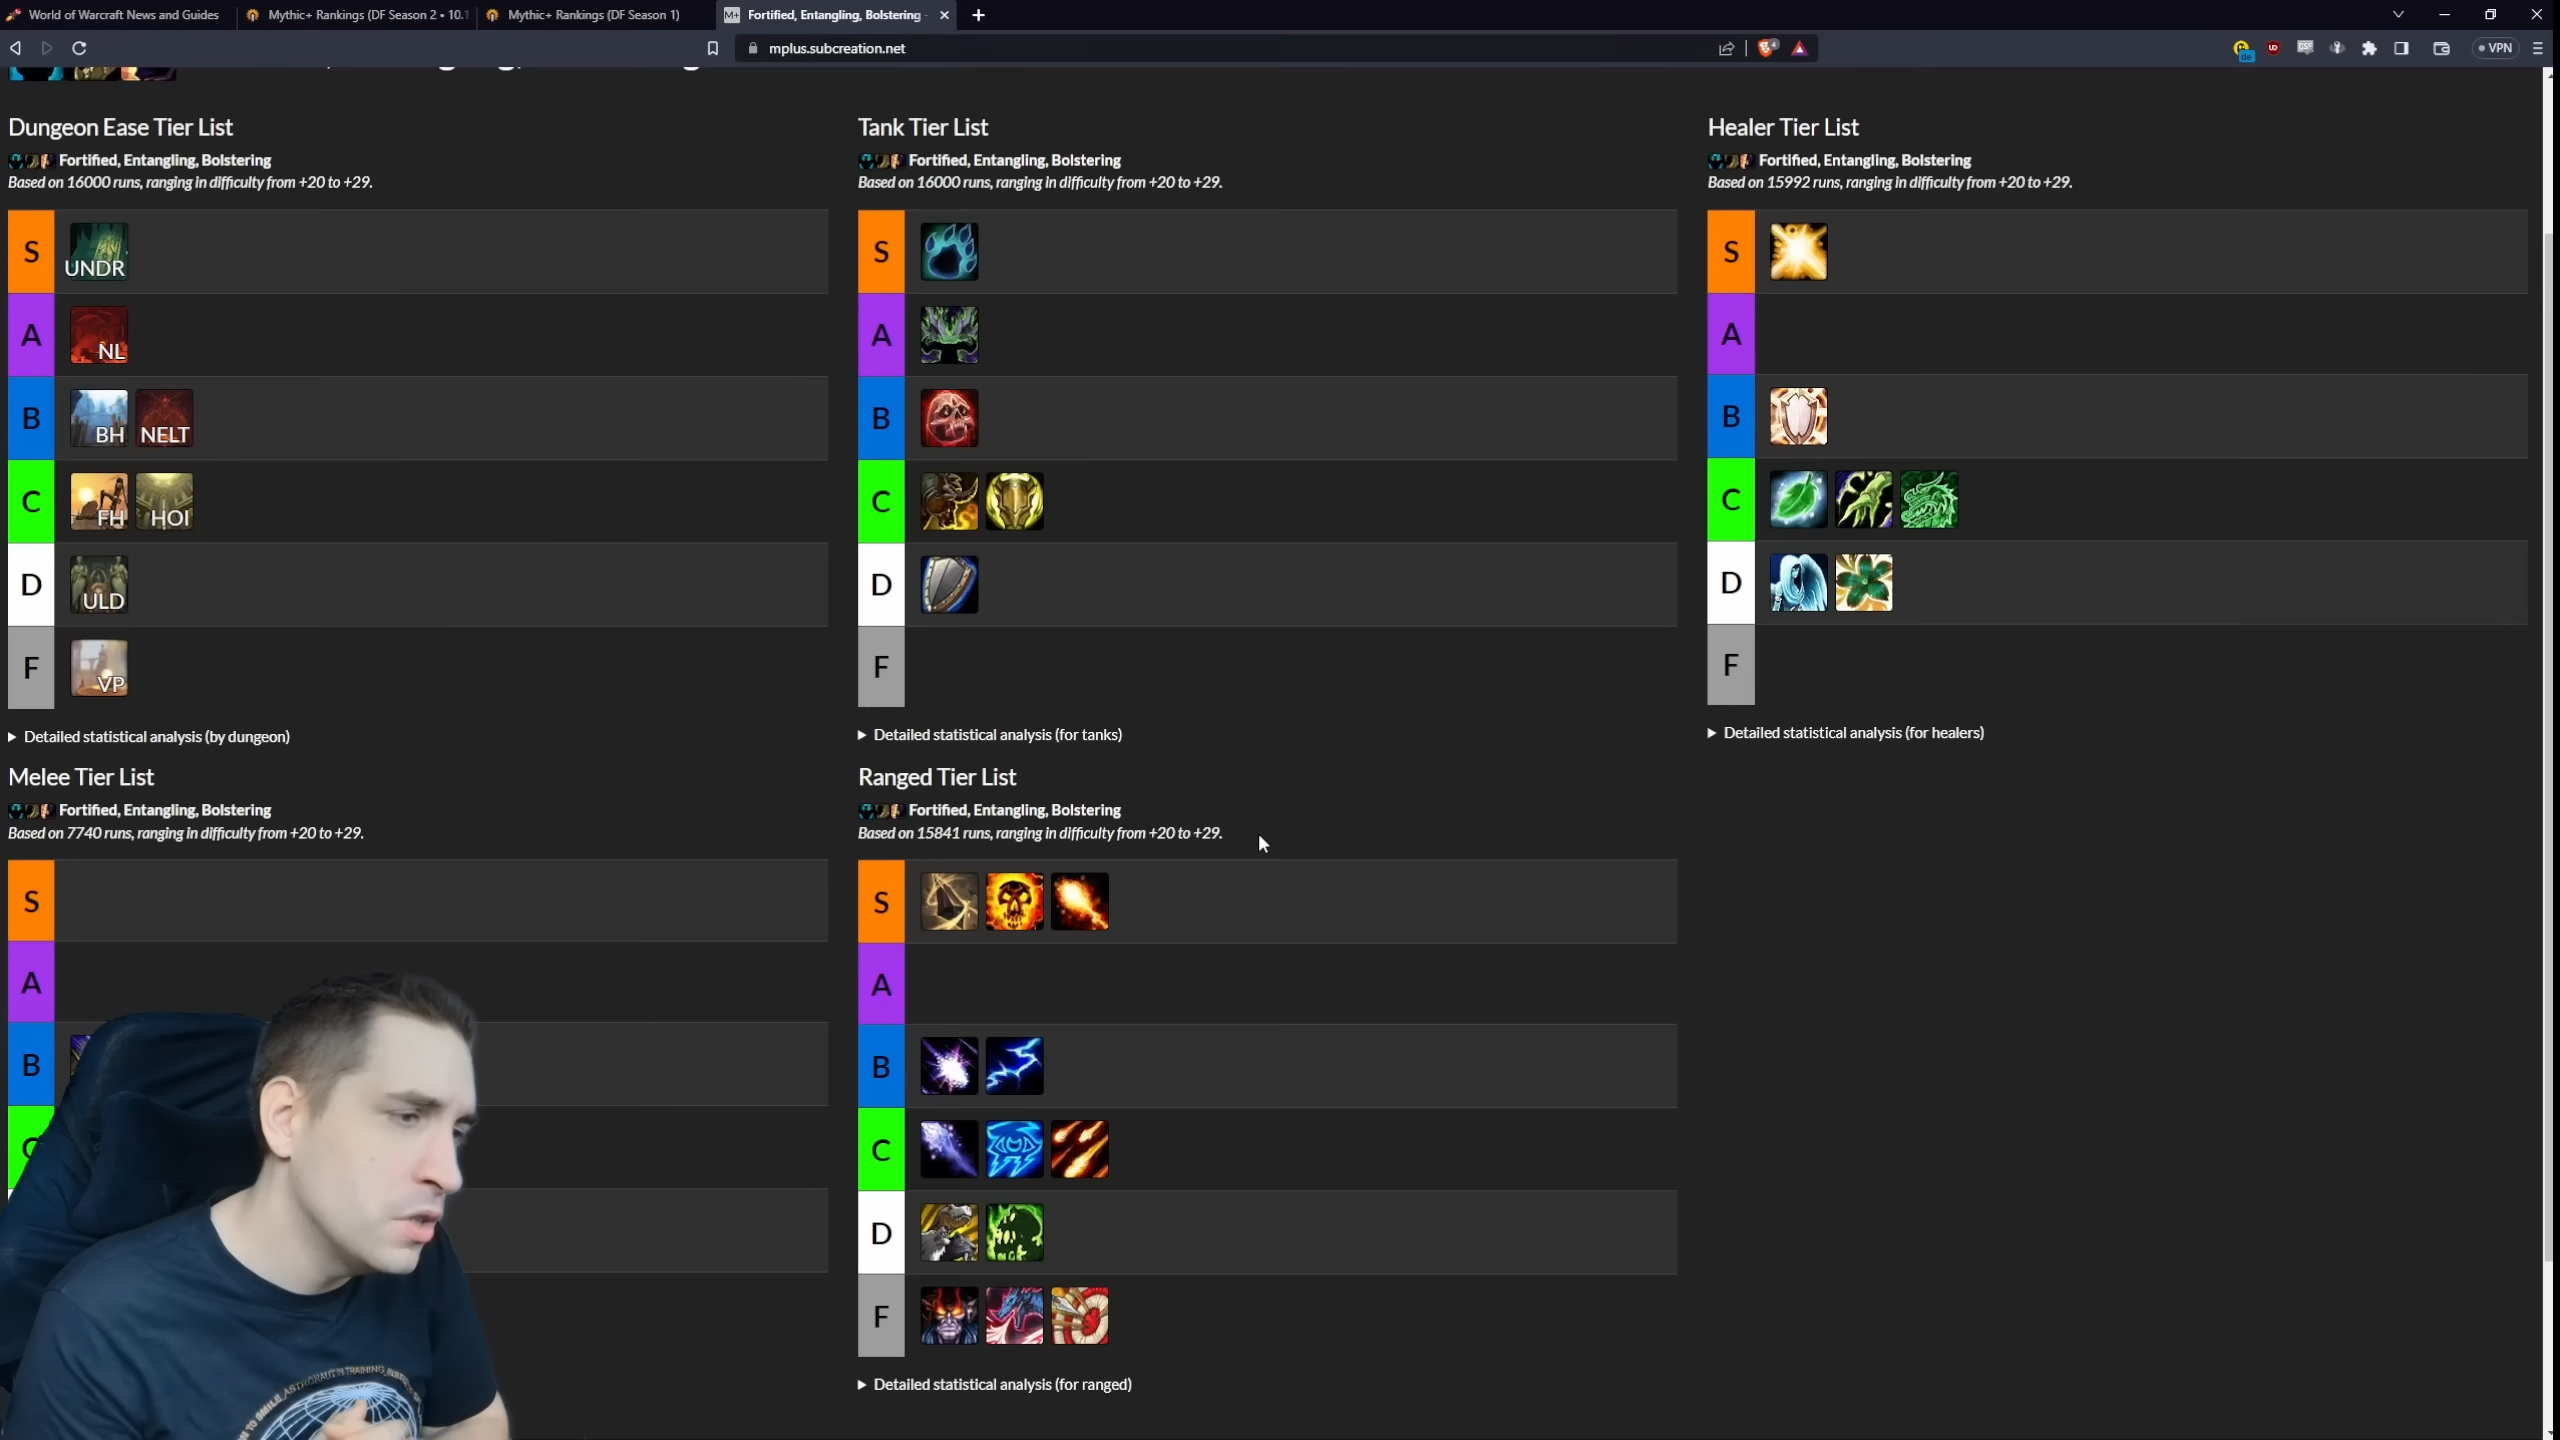 World of Warcraft News and Guides
Mythic+ Rankings (DF Season 2 • 10.1
Mythic+ Rankings (DF Season 1)
M+ Fortified, Entangling, Bolstering
mplus.subcreation.net
VPN
Dungeon Ease Tier List
Fortified, Entangling, Bolstering
Based on 16000 runs, ranging in difficulty from +20 to +29.
S UNDR
A NL
B BH NELT
C FH HOI
D ULD
F VP
Detailed statistical analysis (by dungeon)
Tank Tier List
Fortified, Entangling, Bolstering
Based on 16000 runs, ranging in difficulty from +20 to +29.
S
A
B
C
D
F
Detailed statistical analysis (for tanks)
Healer Tier List
Fortified, Entangling, Bolstering
Based on 15992 runs, ranging in difficulty from +20 to +29.
S
A
B
C
D
F
Detailed statistical analysis (for healers)
Melee Tier List
Fortified, Entangling, Bolstering
Based on 7740 runs, ranging in difficulty from +20 to +29.
S
A
B
C
Ranged Tier List
Fortified, Entangling, Bolstering
Based on 15841 runs, ranging in difficulty from +20 to +29.
S
A
B
C
D
F
Detailed statistical analysis (for ranged)